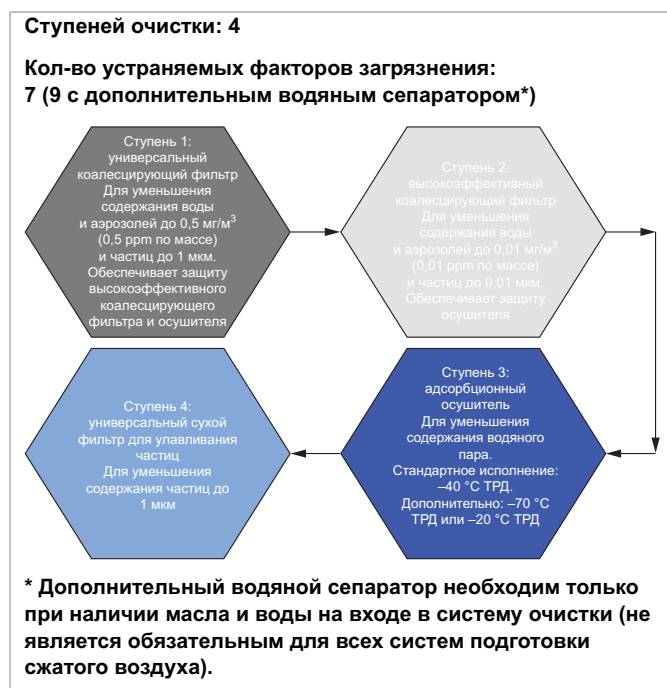 Ступеней очистки: 4
Кол-во устраняемых факторов загрязнения:
7 (9 с дополнительным водяным сепаратором*)
Ступень 1:
универсальный
коалесцирующий фильтр
Для уменьшения
содержания воды
и аэрозолей до 0,5 мг/м³
(0,5 ppm по массе)
и частиц до 1 мкм.
Обеспечивает защиту
высокоэффективного
коалесцирующего
фильтра и осушителя
Ступень 2:
высокоэффективный
коалесцирующий фильтр
Для уменьшения
содержания воды
и аэрозолей до 0,01 мг/м³
(0,01 ppm по массе)
и частиц до 0,01 мкм.
Обеспечивает защиту
осушителя
Ступень 3:
адсорбционный
осушитель
Для уменьшения
содержания водяного
пара.
Стандартное исполнение:
–40 °C ТРД.
Дополнительно: –70 °C
ТРД или –20 °C ТРД
Ступень 4:
универсальный сухой
фильтр для улавливания
частиц
Для уменьшения
содержания частиц до
1 мкм
* Дополнительный водяной сепаратор необходим только
при наличии масла и воды на входе в систему очистки (не
является обязательным для всех систем подготовки
сжатого воздуха).